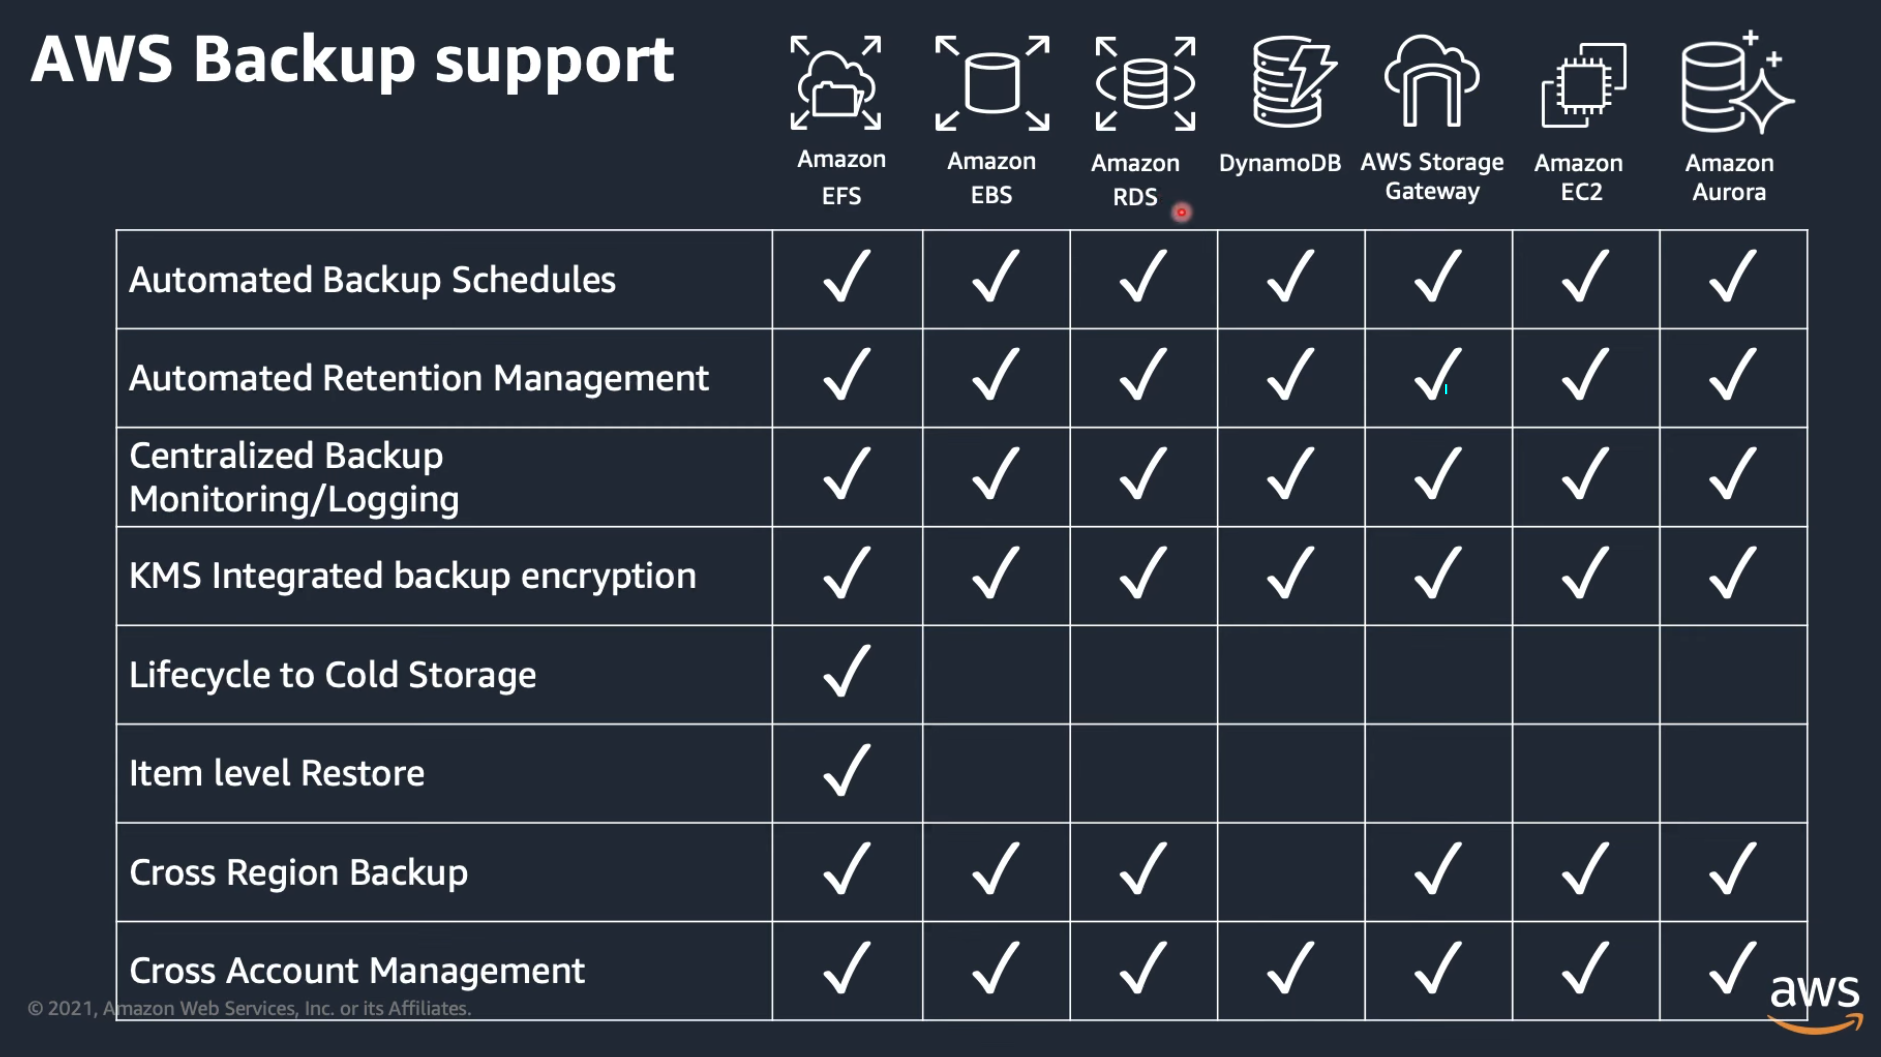 AWS Backup support
Amazon
EFS
Amazon
EBS
Amazon
RDS
DynamoDB
AWS Storage
Gateway
Amazon
EC2
Amazon
Aurora
Automated Backup Schedules
Automated Retention Management
Centralized Backup
Monitoring/Logging
KMS Integrated backup encryption
Lifecycle to Cold Storage
Item level Restore
Cross Region Backup
Cross Account Management
© 2021, Amazon Web Services, Inc. or its Affiliates.
aws